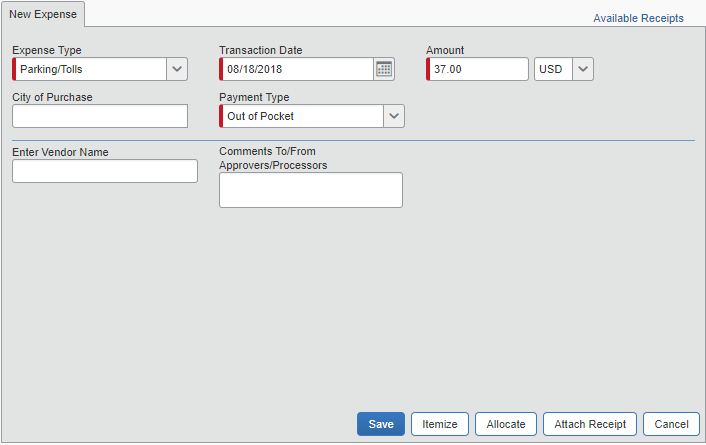 New Expense
Available Receipts
Expense Type
Transaction Date
Amount
Parking/Tolls
08/18/2018
37.00
USD
City of Purchase
Payment Type
Out of Pocket
Enter Vendor Name
Comments To/From
Approvers/Processors
Save
Itemize
Allocate
Attach Receipt
Cancel